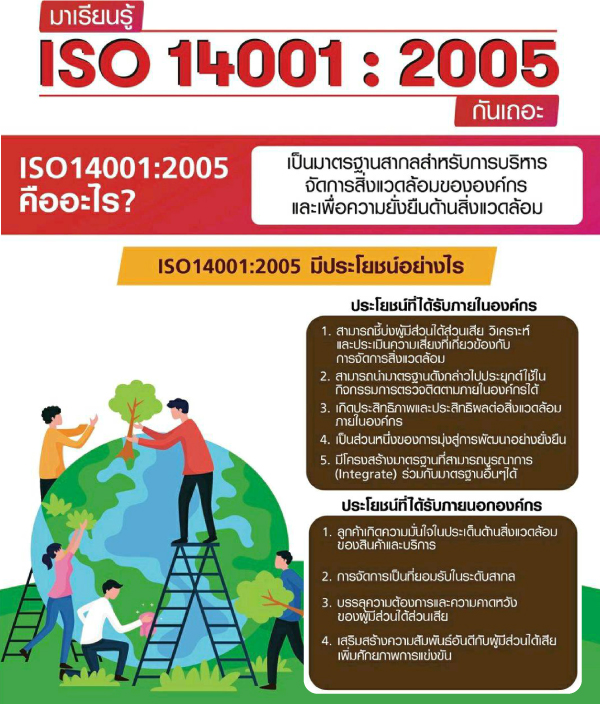 มาเรียนรู้
ISO 14001 : 2005
กันเถอะ
ISO14001:2005
คืออะไร?
เป็นมาตรฐานสากลสำหรับการบริหาร
จัดการสิ่งแวดล้อมขององค์กร
และเพื่อความยั่งยืนด้านสิ่งแวดล้อม
ISO14001:2005 มีประโยชน์อย่างไร
ประโยชน์ที่ได้รับภายในองค์กร
1. สามารถชี้บ่งผู้มีส่วนได้ส่วนเสีย วิเคราะห์
และประเมินความเสี่ยงที่เกี่ยวข้องกับ
การจัดการสิ่งแวดล้อม
2. สามารถนำมาตรฐานดังกล่าวไปประยุกต์ใช้ใน
กิจกรรมการตรวจติดตามภายในองค์กรได้
3. เกิดประสิทธิภาพและประสิทธิผลต่อสิ่งแวดล้อม
ภายในองค์กร
4. เป็นส่วนหนึ่งของการมุ่งสู่การพัฒนาอย่างยั่งยืน
5. มีโครงสร้างมาตรฐานที่สามารถบูรณาการ
(Integrate) ร่วมกับมาตรฐานอื่นๆได้
ประโยชน์ที่ได้รับภายนอกองค์กร
1. ลูกค้าเกิดความมั่นใจในประเด็นด้านสิ่งแวดล้อม
ของสินค้าและบริการ
2. การจัดการเป็นที่ยอมรับในระดับสากล
3. บรรลุความต้องการและความคาดหวัง
ของผู้มีส่วนได้ส่วนเสีย
4. เสริมสร้างความสัมพันธ์อันดีกับผู้มีส่วนได้เสีย
เพิ่มศักยภาพการแข่งขัน